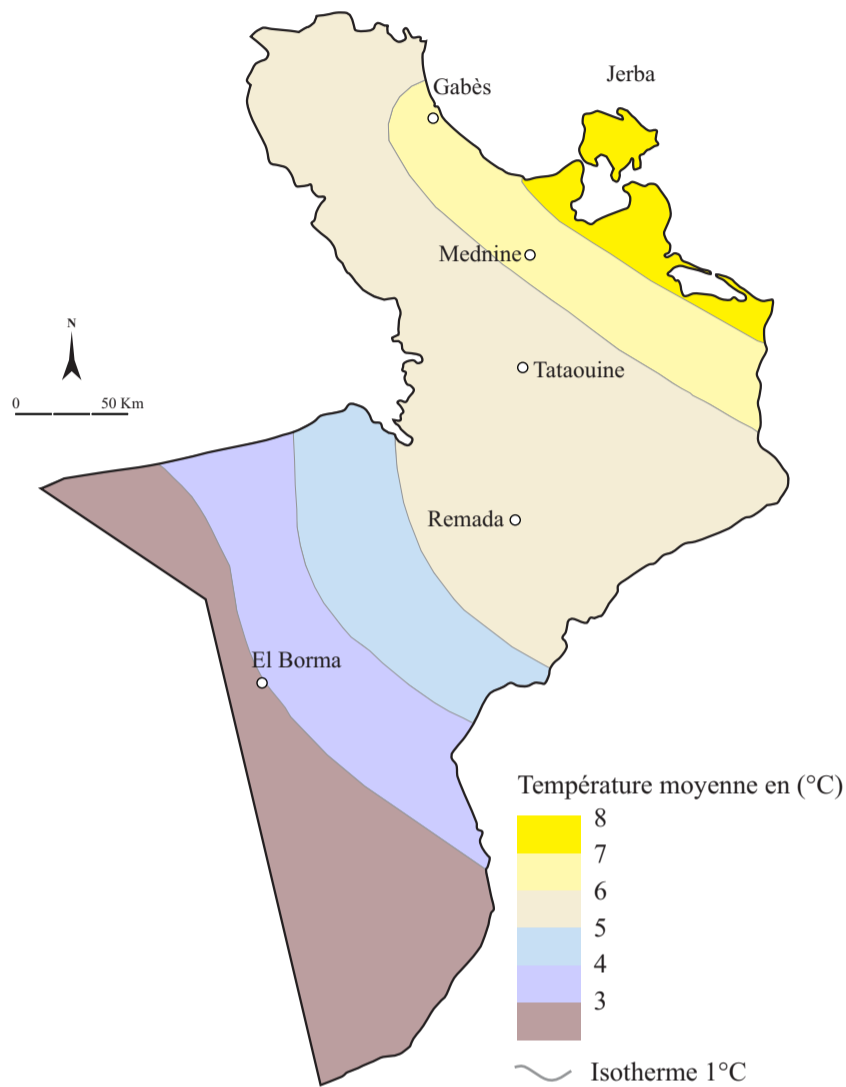 Jerba
Gabès
Mednine
N
Tataouine
0 50 Km
Remada
El Borma
Température moyenne en (°C)
8
7
6
5
4
3
Isotherme 1°C